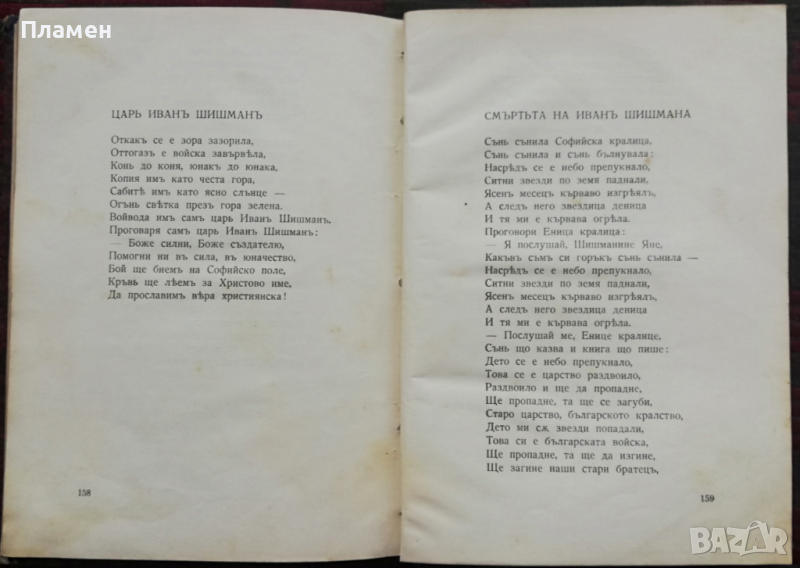 Пламен
ЦАРЬ ИВАНЪ ШИШМАНЪ
Откакъ се е зора зазорила,
Оттогазъ е войска завървѣла,
Конь до коня, юнакъ до юнака,
Копия имъ като честа гора,
Сабитѣ имъ като ясно слънце —
Огънь свѣтка презъ гора зелена.
Войвода имъ самъ царь Иванъ Шишманъ.
Проговаря самъ царь Иванъ Шишманъ:
— Боже силни, Боже създателю,
Помогни ни въ сила, въ юначество,
Бой ще биемъ на Софийско поле,
Кръвь ще лѣемъ за Христово име,
Да прославимъ вѣра християнска!
158
СМЪРТЬТА НА ИВАНЪ ШИШМАНА
Сънь сънила Софийска кралица,
Сънь сънила и сънь бълнувала:
Насрѣдъ се е небо препукнало,
Ситни звезди по земя паднали,
Ясенъ месецъ кърваво изгрѣялъ,
А следъ него звездица деница
И тя ми е кървава огрѣла.
Проговори Еница кралица:
— Я послушай, Шишманине Яне,
Какъвъ съмъ си горъкъ сънь сънила —
Насрѣдъ се е небо препукнало,
Ситни звезди по земя паднали,
Ясенъ месецъ кърваво изгрѣялъ,
А следъ него звездица деница
И тя ми е кървава огрѣла.
— Послушай ме, Енице кралице,
Сънь що казва и книга що пише:
Дето се е небо препукнало,
Това се е царство раздвоило,
Раздвоило и ще да пропадне,
Ще пропадне, та ще се загуби,
Старо царство, българското кралство,
Дето ми сѫ звезди попадали,
Това си е българската войска,
Ще пропадне, та ще да изгине,
Ще загине наши стари братецъ,
159
BAZAR